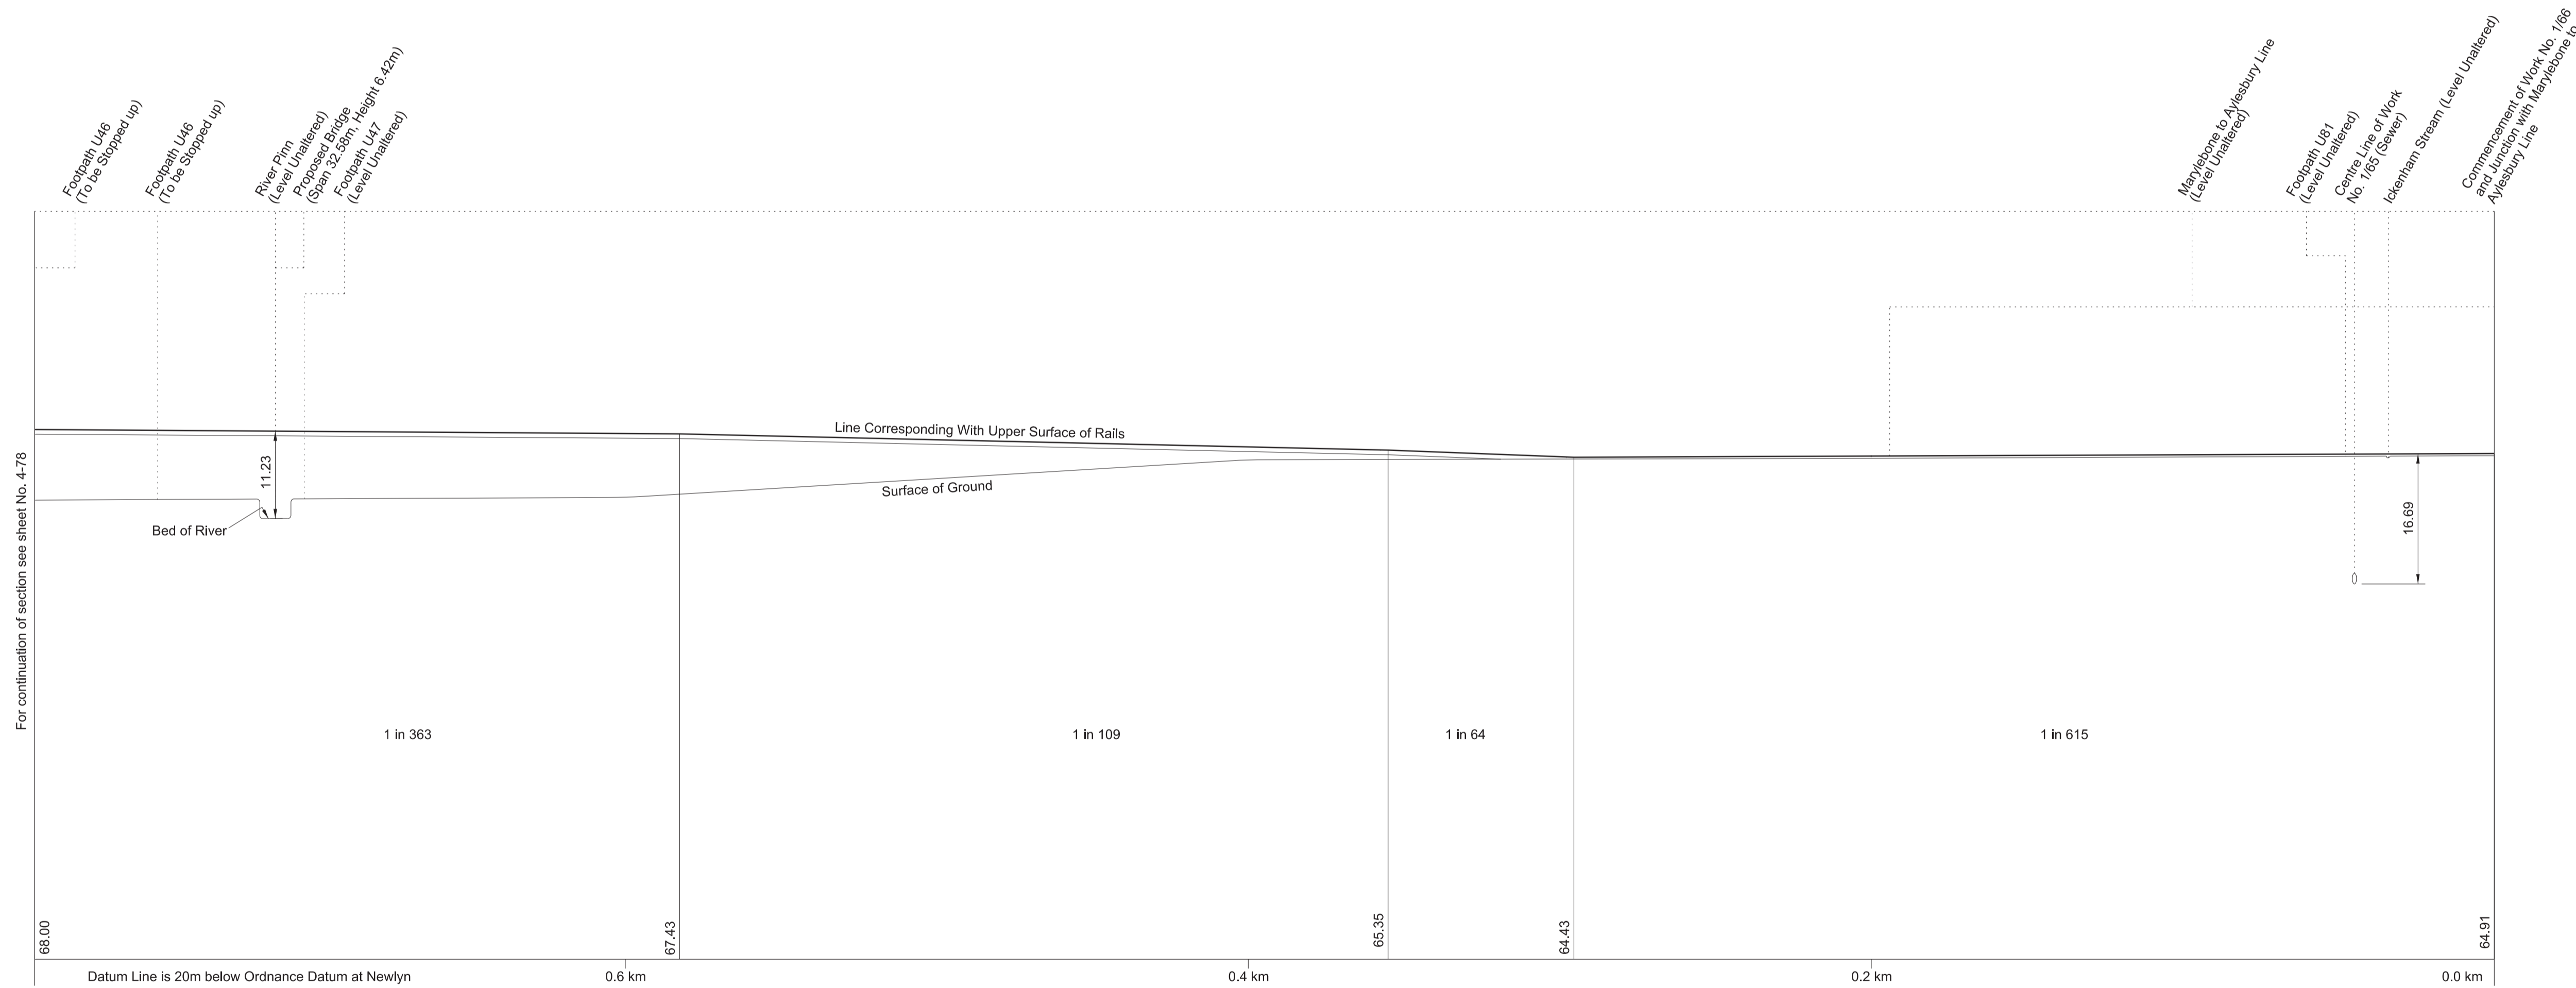 Footpath U46
(To be Stopped up)
Footpath U46
(To be Stopped up)
River Pinn
(Level Unaltered)
Proposed Bridge
(Span 32.58m, Height 6.42m)
Footpath U47
(Level Unaltered)
Marylebone to Aylesbury Line
(Level Unaltered)
Footpath U81
(Level Unaltered)
Centre Line of Work
No. 1/65 (Sewer)
Ickenham Stream (Level Unaltered)
Commencement of Work No. 1/66
and Junction with Marylebone to
Aylesbury Line
For continuation of section see sheet No. 4-78
Line Corresponding With Upper Surface of Rails
11.23
Surface of Ground
Bed of River
16.69
1 in 363
1 in 109
1 in 64
1 in 615
68.00
67.43
65.35
64.43
64.91
Datum Line is 20m below Ordnance Datum at Newlyn
0.6 km
0.4 km
0.2 km
0.0 km